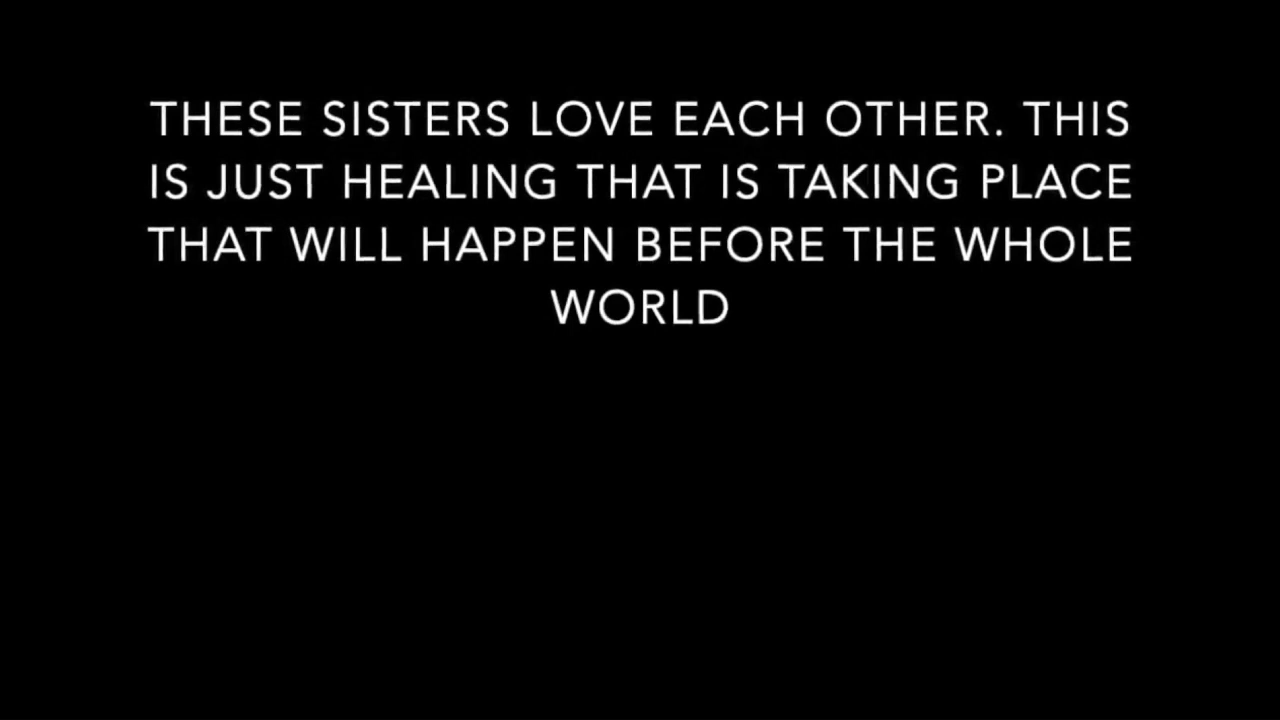 THESE SISTERS LOVE EACH OTHER. THIS
IS JUST HEALING THAT IS TAKING PLACE
THAT WILL HAPPEN BEFORE THE WHOLE
WORLD